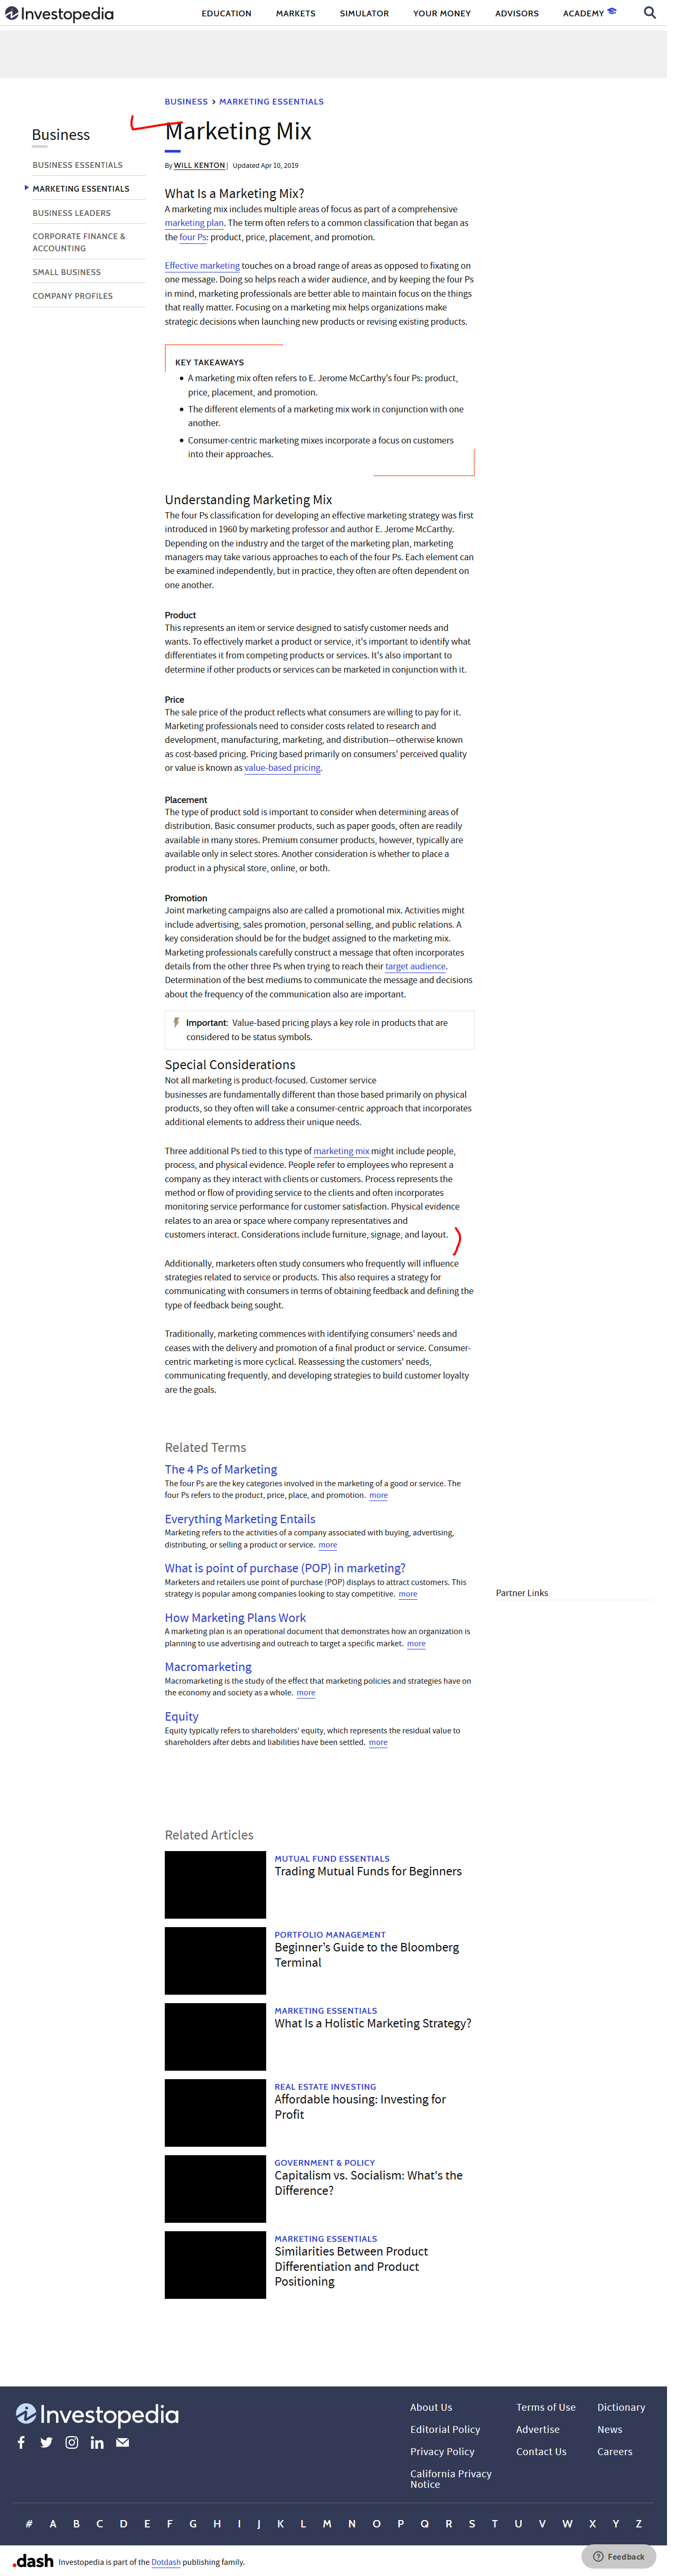 Investopedia
EDUCATION MARKETS SIMULATOR YOUR MONEY ADVISORS ACADEMY
BUSINESS > MARKETING ESSENTIALS
Business
BUSINESS ESSENTIALS
MARKETING ESSENTIALS
BUSINESS LEADERS
CORPORATE FINANCE &
ACCOUNTING
SMALL BUSINESS
COMPANY PROFILES
Marketing Mix
By WILL KENTON | Updated Apr 10, 2019
What Is a Marketing Mix?
A marketing mix includes multiple areas of focus as part of a comprehensive
marketing plan. The term often refers to a common classification that began as
the four Ps: product, price, placement, and promotion.
Effective marketing touches on a broad range of areas as opposed to fixating on
one message. Doing so helps reach a wider audience, and by keeping the four Ps
in mind, marketing professionals are better able to maintain focus on the things
that really matter. Focusing on a marketing mix helps organizations make
strategic decisions when launching new products or revising existing products.
KEY TAKEAWAYS
• A marketing mix often refers to E. Jerome McCarthy's four Ps: product,
price, placement, and promotion.
• The different elements of a marketing mix work in conjunction with one
another.
• Consumer-centric marketing mixes incorporate a focus on customers
into their approaches.
Understanding Marketing Mix
The four Ps classification for developing an effective marketing strategy was first
introduced in 1960 by marketing professor and author E. Jerome McCarthy.
Depending on the industry and the target of the marketing plan, marketing
managers may take various approaches to each of the four Ps. Each element can
be examined independently, but in practice, they often are often dependent on
one another.
Product
This represents an item or service designed to satisfy customer needs and
wants. To effectively market a product or service, it's important to identify what
differentiates it from competing products or services. It's also important to
determine if other products or services can be marketed in conjunction with it.
Price
The sale price of the product reflects what consumers are willing to pay for it.
Marketing professionals need to consider costs related to research and
development, manufacturing, marketing, and distribution—otherwise known
as cost-based pricing. Pricing based primarily on consumers' perceived quality
or value is known as value-based pricing.
Placement
The type of product sold is important to consider when determining areas of
distribution. Basic consumer products, such as paper goods, often are readily
available in many stores. Premium consumer products, however, typically are
available only in select stores. Another consideration is whether to place a
product in a physical store, online, or both.
Promotion
Joint marketing campaigns also are called a promotional mix. Activities might
include advertising, sales promotion, personal selling, and public relations. A
key consideration should be for the budget assigned to the marketing mix.
Marketing professionals carefully construct a message that often incorporates
details from the other three Ps when trying to reach their target audience.
Determination of the best mediums to communicate the message and decisions
about the frequency of the communication also are important.
Important: Value-based pricing plays a key role in products that are
considered to be status symbols.
Special Considerations
Not all marketing is product-focused. Customer service
businesses are fundamentally different than those based primarily on physical
products, so they often will take a consumer-centric approach that incorporates
additional elements to address their unique needs.
Three additional Ps tied to this type of marketing mix might include people,
process, and physical evidence. People refer to employees who represent a
company as they interact with clients or customers. Process represents the
method or flow of providing service to the clients and often incorporates
monitoring service performance for customer satisfaction. Physical evidence
relates to an area or space where company representatives and
customers interact. Considerations include furniture, signage, and layout.
Additionally, marketers often study consumers who frequently will influence
strategies related to service or products. This also requires a strategy for
communicating with consumers in terms of obtaining feedback and defining the
type of feedback being sought.
Traditionally, marketing commences with identifying consumers' needs and
ceases with the delivery and promotion of a final product or service. Consumer-
centric marketing is more cyclical. Reassessing the customers' needs,
communicating frequently, and developing strategies to build customer loyalty
are the goals.
Related Terms
The 4 Ps of Marketing
The four Ps are the key categories involved in the marketing of a good or service. The
four Ps refers to the product, price, place, and promotion. more
Everything Marketing Entails
Marketing refers to the activities of a company associated with buying, advertising,
distributing, or selling a product or service. more
What is point of purchase (POP) in marketing?
Marketers and retailers use point of purchase (POP) displays to attract customers. This
strategy is popular among companies looking to stay competitive. more
Partner Links
How Marketing Plans Work
A marketing plan is an operational document that demonstrates how an organization is
planning to use advertising and outreach to target a specific market. more
Macromarketing
Macromarketing is the study of the effect that marketing policies and strategies have on
the economy and society as a whole. more
Equity
Equity typically refers to shareholders' equity, which represents the residual value to
shareholders after debts and liabilities have been settled. more
Related Articles
MUTUAL FUND ESSENTIALS
Trading Mutual Funds for Beginners
PORTFOLIO MANAGEMENT
Beginner's Guide to the Bloomberg
Terminal
MARKETING ESSENTIALS
What Is a Holistic Marketing Strategy?
REAL ESTATE INVESTING
Affordable housing: Investing for
Profit
GOVERNMENT & POLICY
Capitalism vs. Socialism: What's the
Difference?
MARKETING ESSENTIALS
Similarities Between Product
Differentiation and Product
Positioning
Investopedia
About Us Terms of Use Dictionary
Editorial Policy Advertise News
Privacy Policy Contact Us Careers
California Privacy
Notice
# A B C D E F G H I J K L M N O P Q R S T U V W X Y Z
.dash Investopedia is part of the Dotdash publishing family.
Feedback